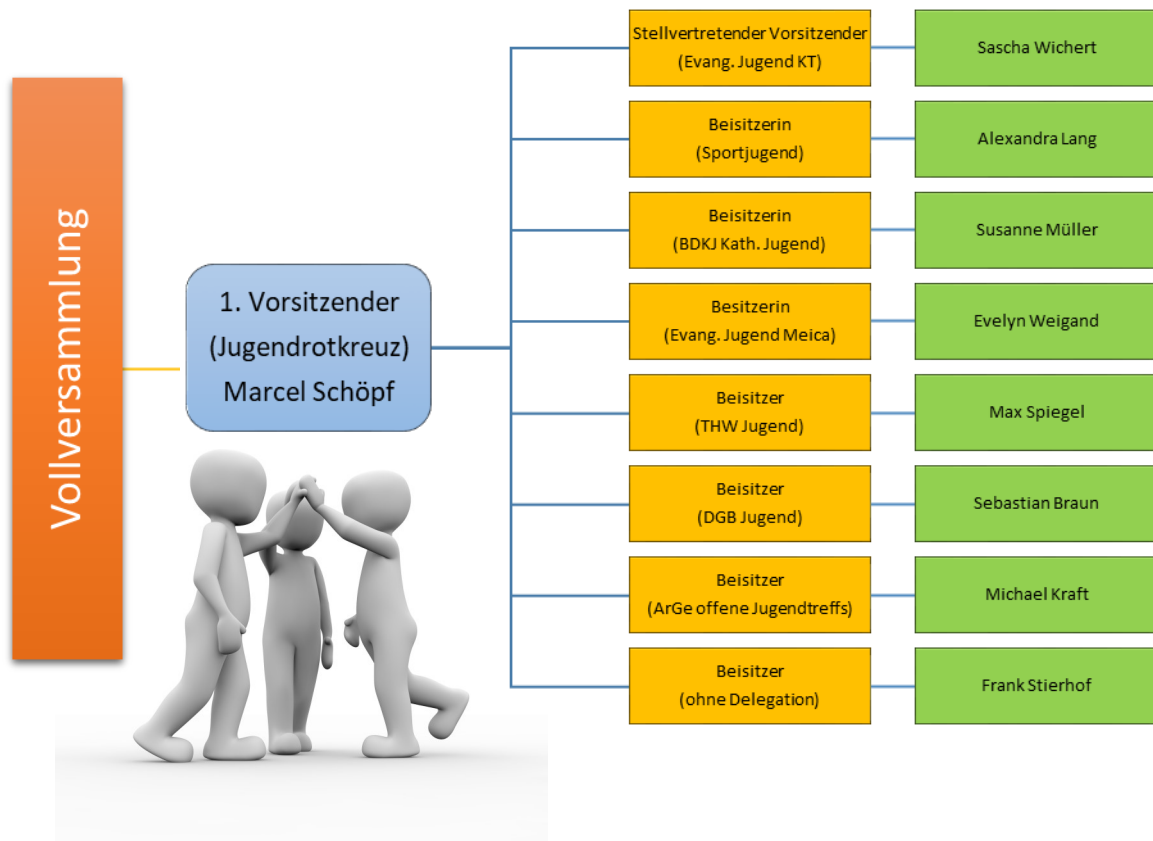 Vollversammlung
1. Vorsitzender
(Jugendrotkreuz)
Marcel Schöpf
Stellvertretender Vorsitzender
(Evang. Jugend KT)
Sascha Wichert
Beisitzerin
(Sportjugend)
Alexandra Lang
Beisitzerin
(BDKJ Kath. Jugend)
Susanne Müller
Besitzerin
(Evang. Jugend Meica)
Evelyn Weigand
Beisitzer
(THW Jugend)
Max Spiegel
Beisitzer
(DGB Jugend)
Sebastian Braun
Beisitzer
(ArGe offene Jugendtreffs)
Michael Kraft
Beisitzer
(ohne Delegation)
Frank Stierhof